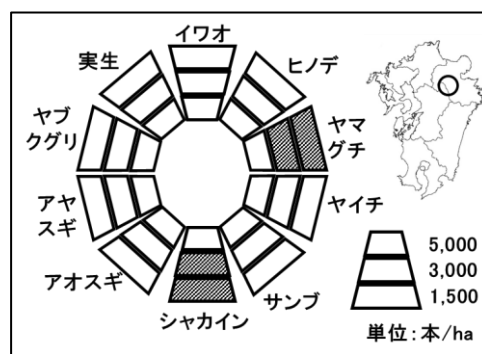 イワオ
実生
ヒノデ
ヤブ
クグリ
ヤマ
グチ
アヤ
スギ
ヤイチ
アオスギ
サンブ
シャカイン
5,000
3,000
1,500
単位：本/ha